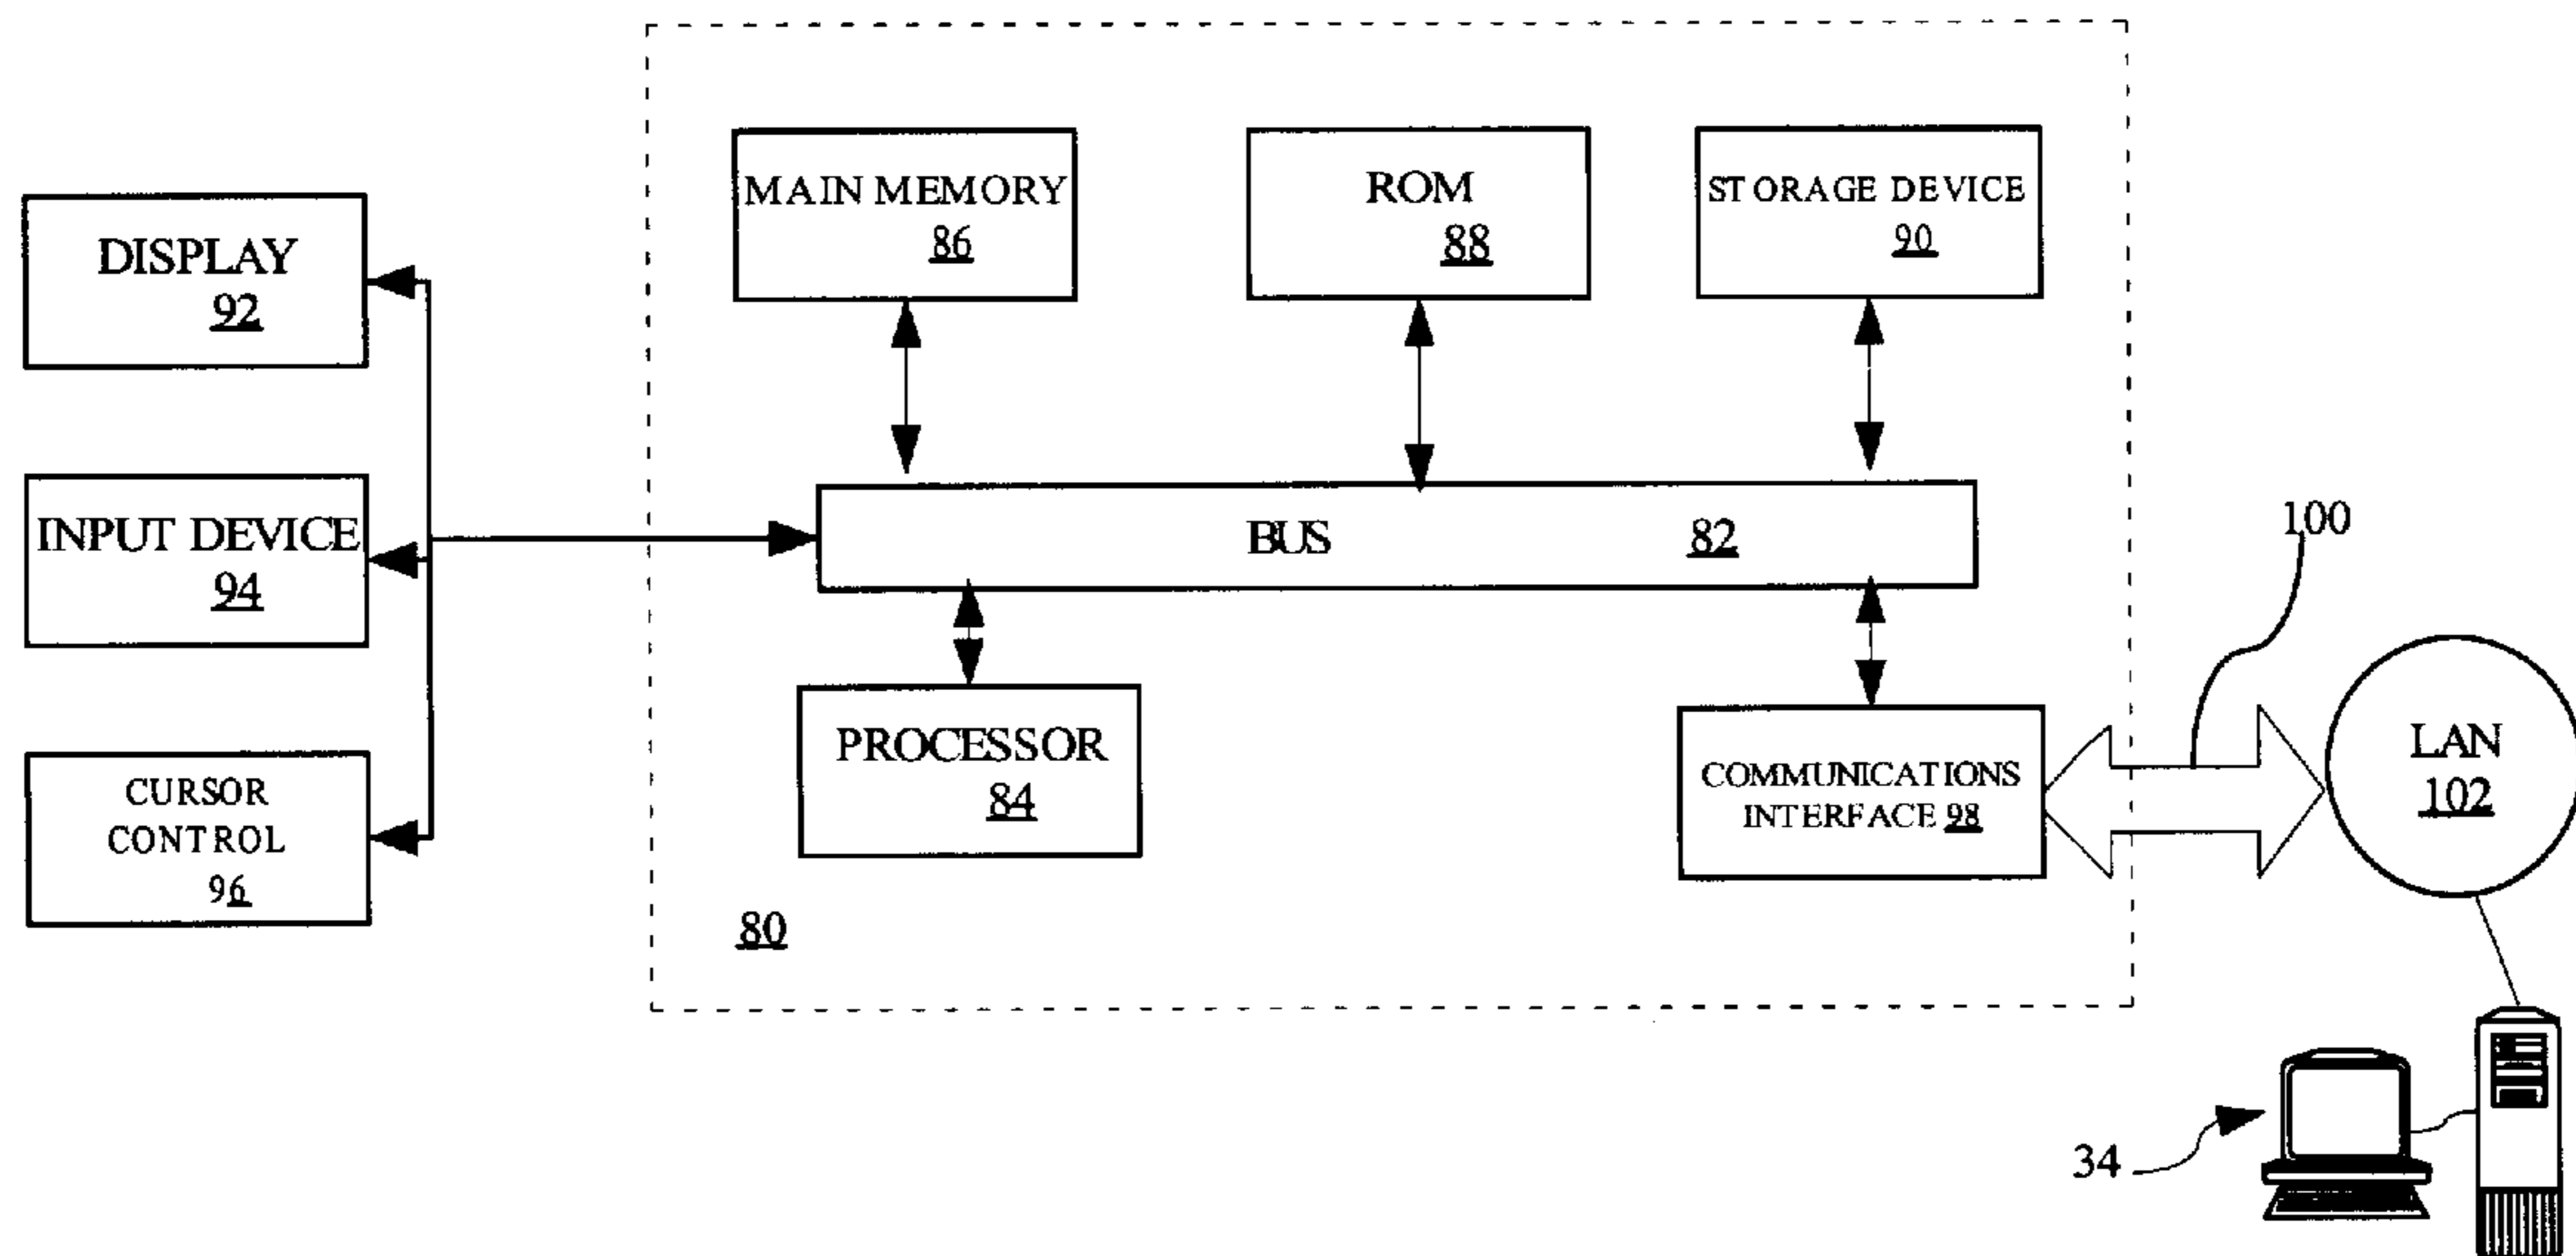 MAIN MEMORY
86
ROM
88
STORAGE DEVICE
90
DISPLAY
92
INPUT DEVICE
94
CURSOR
CONTROL
96
BUS 82
100
PROCESSOR
84
COMMUNICATIONS
INTERFACE 98
LAN
102
80
34